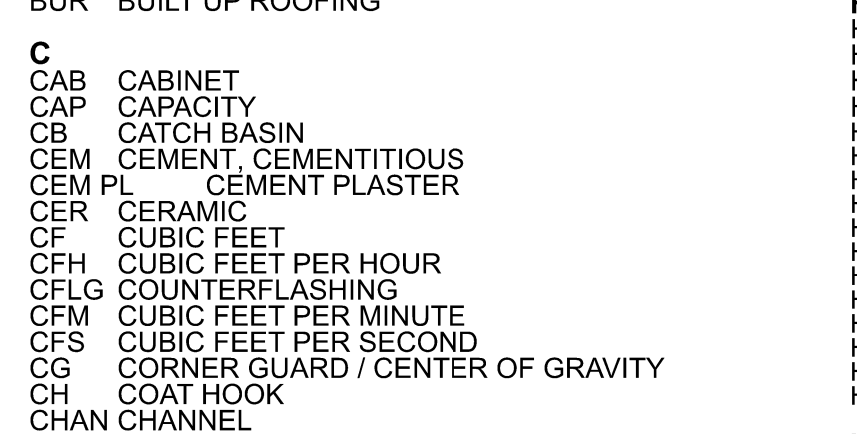 BUR BUILT UP ROOFING
C
CAB CABINET
CAP CAPACITY
CB CATCH BASIN
CEM CEMENT, CEMENTITIOUS
CEM PL CEMENT PLASTER
CER CERAMIC
CF CUBIC FEET
CFH CUBIC FEET PER HOUR
CFLG COUNTERFLASHING
CFM CUBIC FEET PER MINUTE
CFS CUBIC FEET PER SECOND
CG CORNER GUARD / CENTER OF GRAVITY
CH COAT HOOK
CHAN CHANNEL